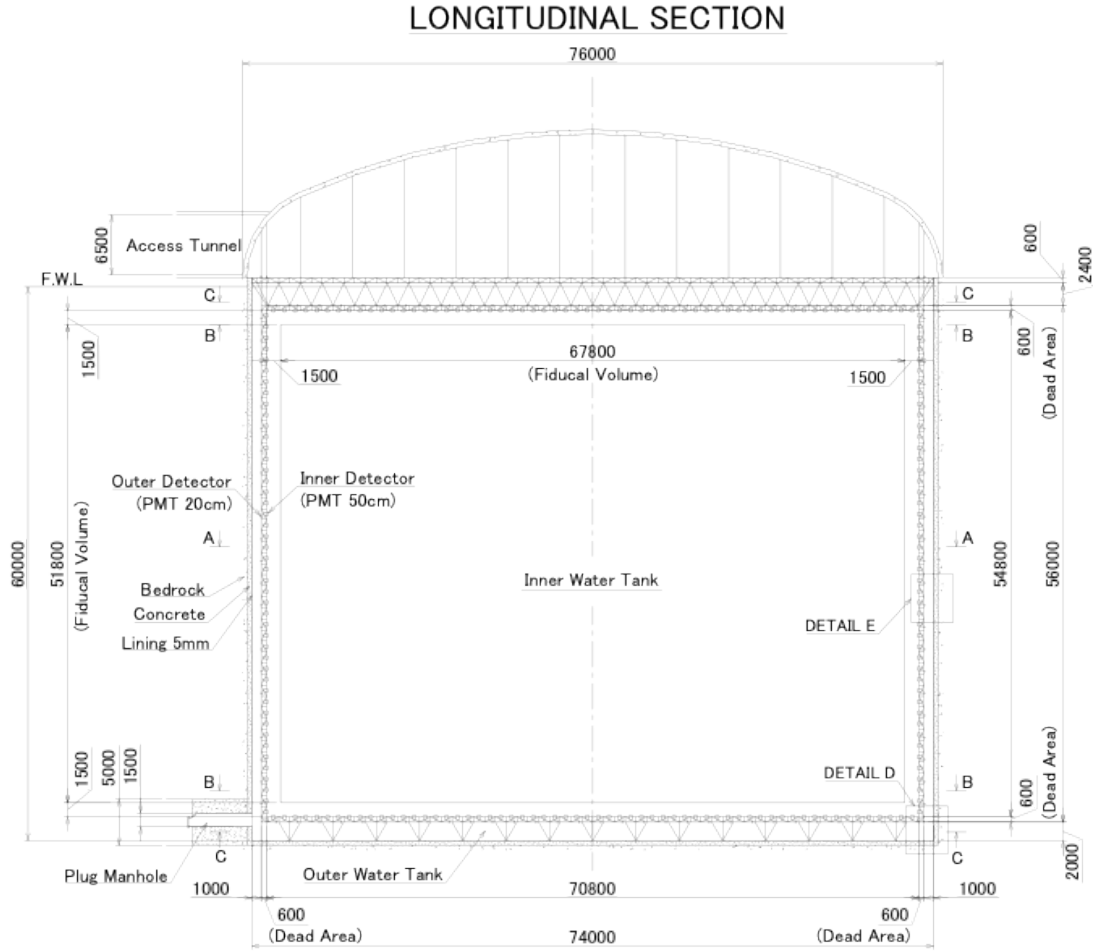 LONGITUDINAL SECTION
76000
6500
Access Tunnel
600
2400
F.W.L
C
C
B
B
1500
67800
(Fiducal Volume)
1500
1500
600
(Dead Area)
Outer Detector
(PMT 20cm)
Inner Detector
(PMT 50cm)
A
A
60000
51800
(Fiducal Volume)
Inner Water Tank
54800
56000
Bedrock
Concrete
Lining 5mm
DETAIL E
1500
5000
1500
B
DETAIL D
B
600
(Dead Area)
C
C
Plug Manhole
Outer Water Tank
2000
1000
70800
1000
600
(Dead Area)
600
(Dead Area)
74000